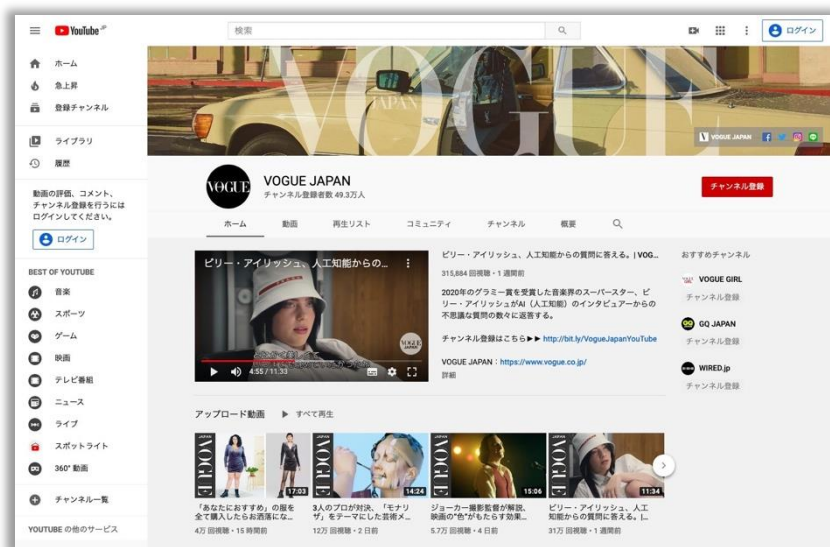 YouTube JP
検索
ログイン
ホーム
急上昇
登録チャンネル
ライブラリ
履歴
動画の評価、コメント、
チャンネル登録を行うには
ログインしてください。
ログイン
BEST OF YOUTUBE
音楽
スポーツ
ゲーム
映画
テレビ番組
ニュース
ライブ
スポットライト
360° 動画
チャンネル一覧
YOUTUBE の他のサービス
VOGUE
JAPAN
V VOGUE JAPAN
VOGUE
VOGUE JAPAN
チャンネル登録者数 49.3万人
チャンネル登録
ホーム 動画 再生リスト コミュニティ チャンネル 概要
ビリー・アイリッシュ、人工知能からの...
VOGUE
4:55 / 11:33
ビリー・アイリッシュ、人工知能からの質問に答える。| VOG...
315,884 回視聴・1 週間前
2020年のグラミー賞を受賞した音楽界のスーパースター、ビ
リー・アイリッシュがAI（人工知能）のインタビュアーからの
不思議な質問の数々に返答する。
チャンネル登録はこちら▶▶ http://bit.ly/VogueJapanYouTube
VOGUE JAPAN：https://www.vogue.co.jp/
詳細
おすすめチャンネル
VOGUE GIRL
チャンネル登録
GQ JAPAN
チャンネル登録
WIRED.jp
チャンネル登録
アップロード動画 ▶ すべて再生
VOGUE JAPAN
17:03
「あなたにおすすめ」の服を
全て購入したらお洒落にな...
4万 回視聴・15 時間前
VOGUE JAPAN
14:24
3人のプロが対決、「モナリ
ザ」をテーマにした芸術メ...
12万 回視聴・2 日前
VOGUE JAPAN
15:06
ジョーカー撮影監督が解説、
映画の"色"がもたらす効果...
5.7万 回視聴・4 日前
VOGUE JAPAN
11:34
ビリー・アイリッシュ、人工
知能からの質問に答える。|...
31万 回視聴・1 週間前